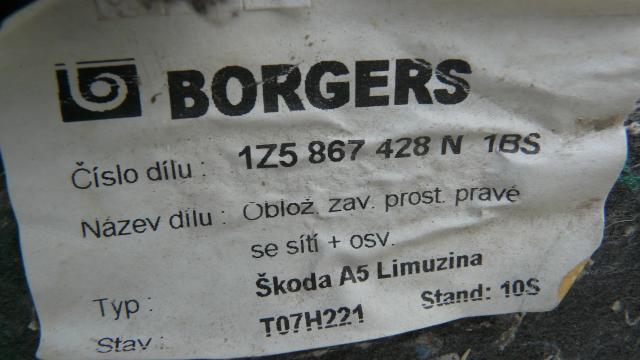 BORGERS
Číslo dílu : 1Z5 867 428 N 1BS
Název dílu : Oblož. zav. prost. pravé
se sítí + osv.
Typ : Škoda A5 Limuzina
Stav : T07H221 Stand: 10S